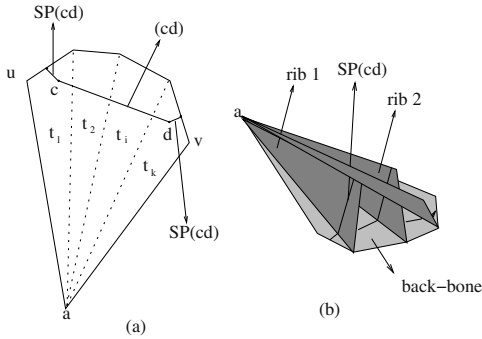 SP(cd)
(cd)
u
c
t1
t2
ti
d
v
tk
SP(cd)
a
(a)
SP(cd)
rib 1
rib 2
a
back−bone
(b)